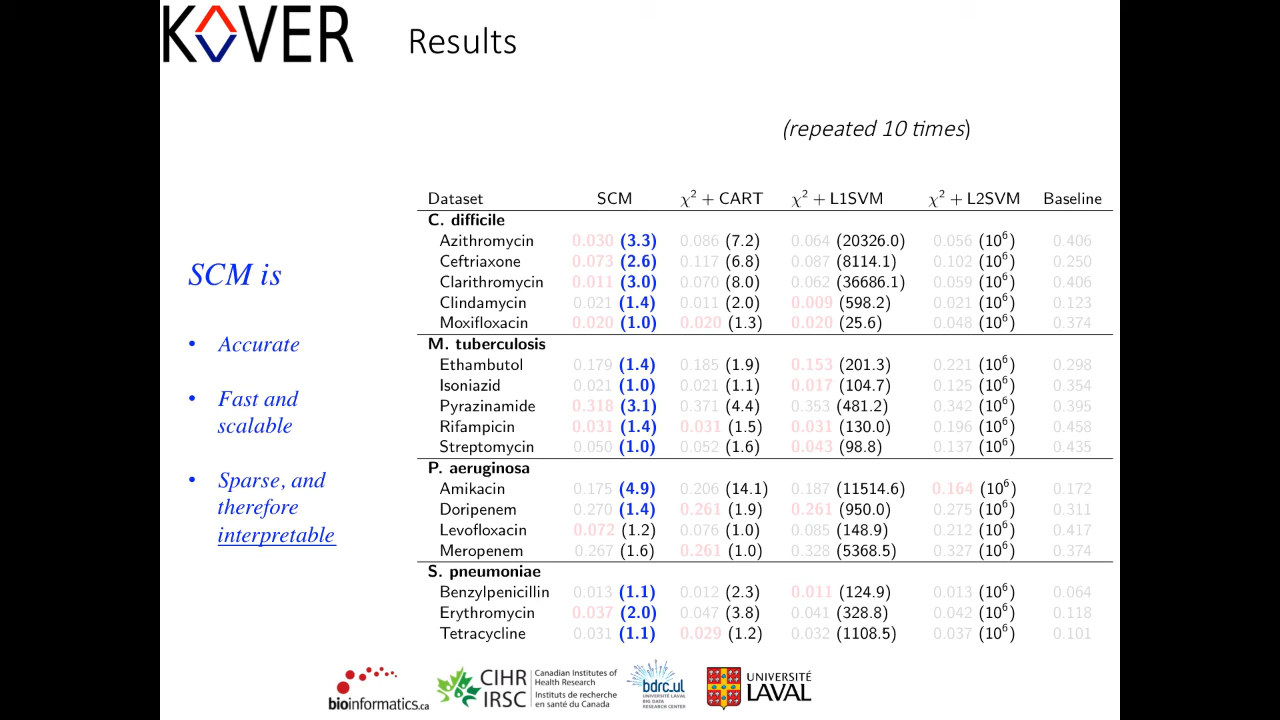 KOVER Results
(repeated 10 times)
SCM is
• Accurate
• Fast and
scalable
• Sparse, and
therefore
interpretable
Dataset SCM χ² + CART χ² + L1SVM χ² + L2SVM Baseline
C. difficile
Azithromycin 0.030 (3.3) 0.086 (7.2) 0.064 (20326.0) 0.056 (10⁶) 0.406
Ceftriaxone 0.073 (2.6) 0.117 (6.8) 0.087 (8114.1) 0.102 (10⁶) 0.250
Clarithromycin 0.011 (3.0) 0.070 (8.0) 0.062 (36686.1) 0.059 (10⁶) 0.406
Clindamycin 0.021 (1.4) 0.011 (2.0) 0.009 (598.2) 0.021 (10⁶) 0.123
Moxifloxacin 0.020 (1.0) 0.020 (1.3) 0.020 (25.6) 0.048 (10⁶) 0.374
M. tuberculosis
Ethambutol 0.179 (1.4) 0.185 (1.9) 0.153 (201.3) 0.221 (10⁶) 0.298
Isoniazid 0.021 (1.0) 0.021 (1.1) 0.017 (104.7) 0.125 (10⁶) 0.354
Pyrazinamide 0.318 (3.1) 0.371 (4.4) 0.353 (481.2) 0.342 (10⁶) 0.395
Rifampicin 0.031 (1.4) 0.031 (1.5) 0.031 (130.0) 0.196 (10⁶) 0.458
Streptomycin 0.050 (1.0) 0.052 (1.6) 0.043 (98.8) 0.137 (10⁶) 0.435
P. aeruginosa
Amikacin 0.175 (4.9) 0.206 (14.1) 0.187 (11514.6) 0.164 (10⁶) 0.172
Doripenem 0.270 (1.4) 0.261 (1.9) 0.261 (950.0) 0.275 (10⁶) 0.311
Levofloxacin 0.072 (1.2) 0.076 (1.0) 0.085 (148.9) 0.212 (10⁶) 0.417
Meropenem 0.267 (1.6) 0.261 (1.0) 0.328 (5368.5) 0.327 (10⁶) 0.374
S. pneumoniae
Benzylpenicillin 0.013 (1.1) 0.012 (2.3) 0.011 (124.9) 0.013 (10⁶) 0.064
Erythromycin 0.037 (2.0) 0.047 (3.8) 0.041 (328.8) 0.042 (10⁶) 0.118
Tetracycline 0.031 (1.1) 0.029 (1.2) 0.032 (1108.5) 0.037 (10⁶) 0.101
bioinformatics.ca
CIHR
IRSC
Canadian Institutes of
Health Research
Instituts de recherche
en santé du Canada
bdrc_ul
UNIVERSITÉ LAVAL
BIG DATA
RESEARCH CENTER
UNIVERSITÉ
LAVAL